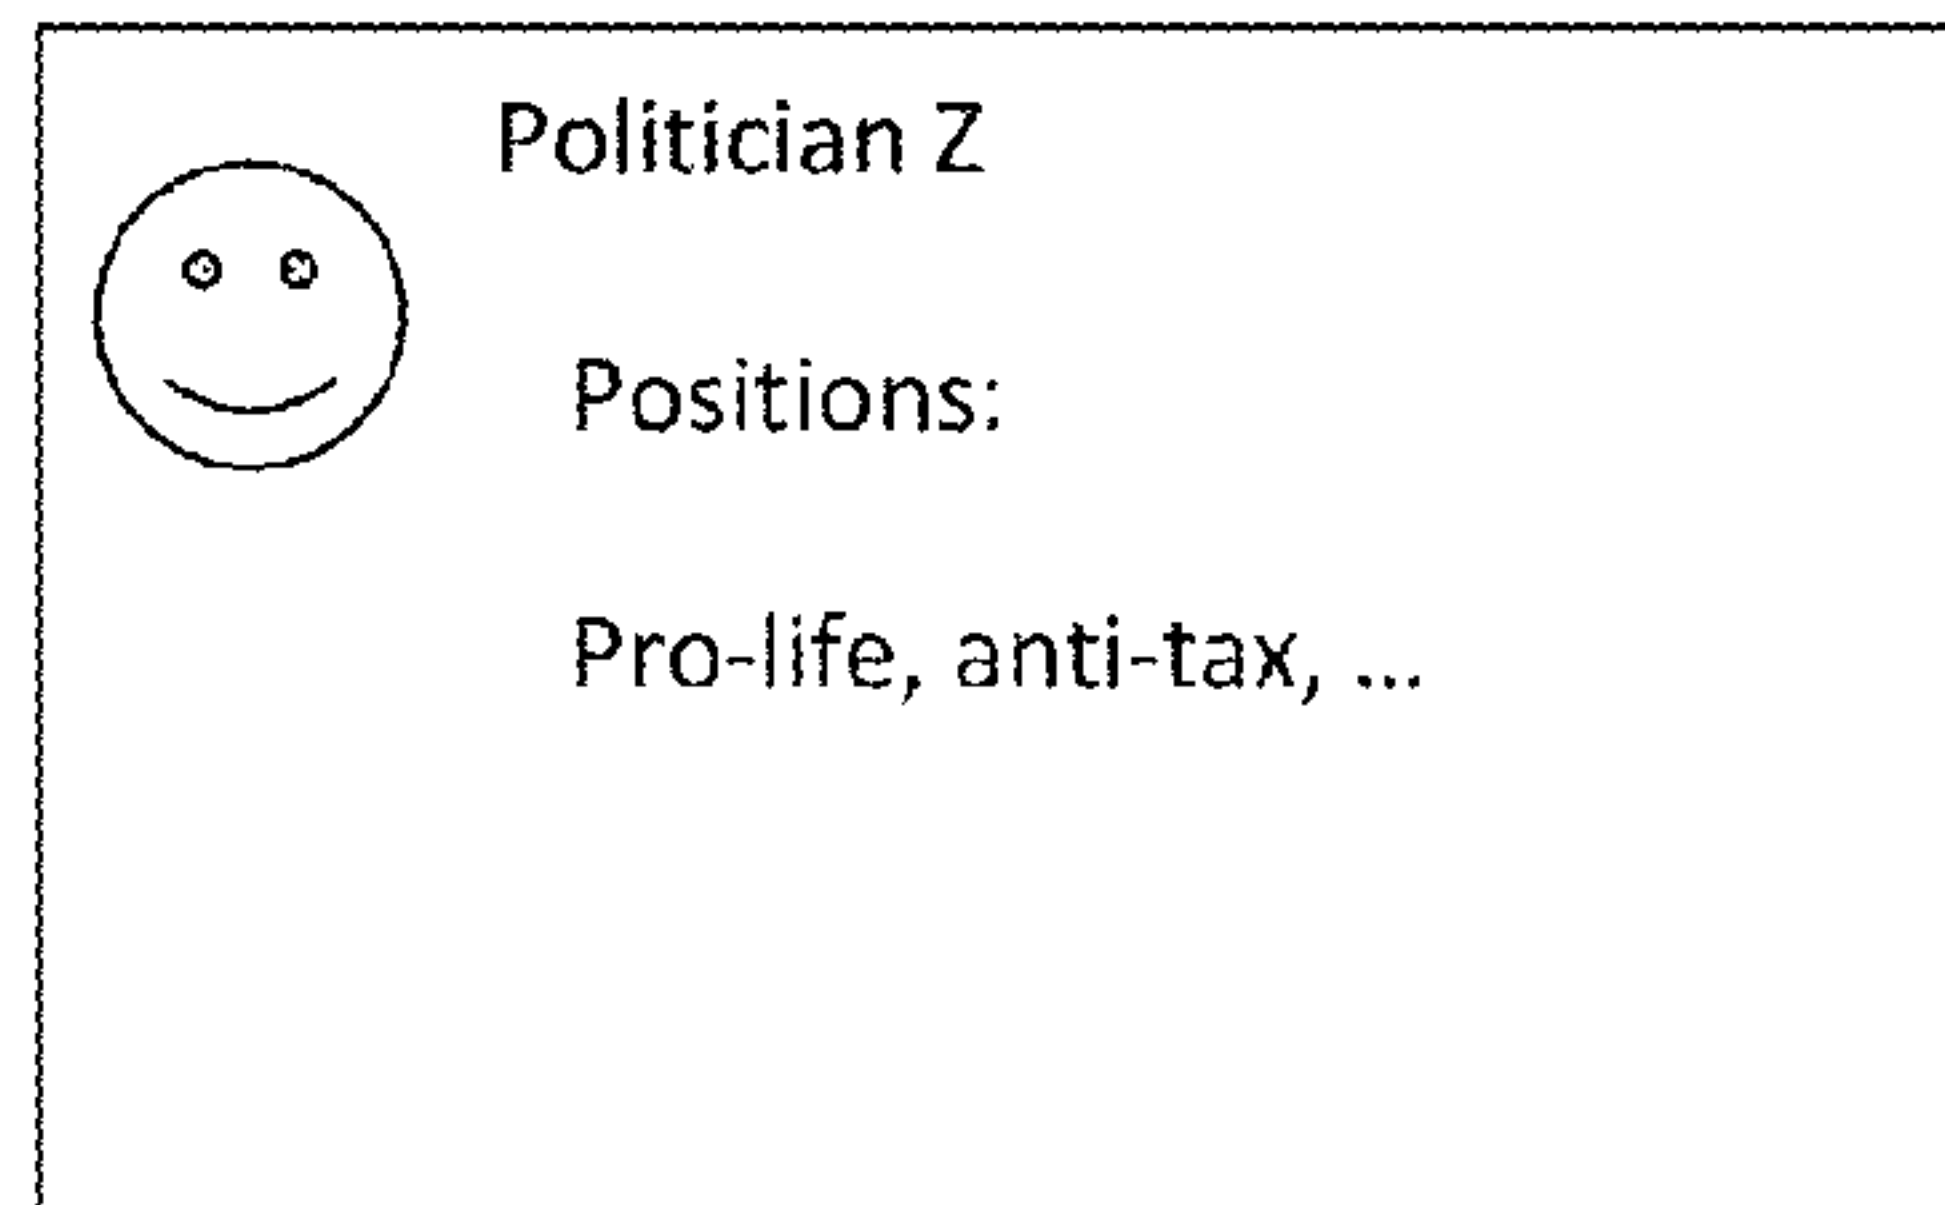 Politician Z
Positions:
Pro-life, anti-tax, ...